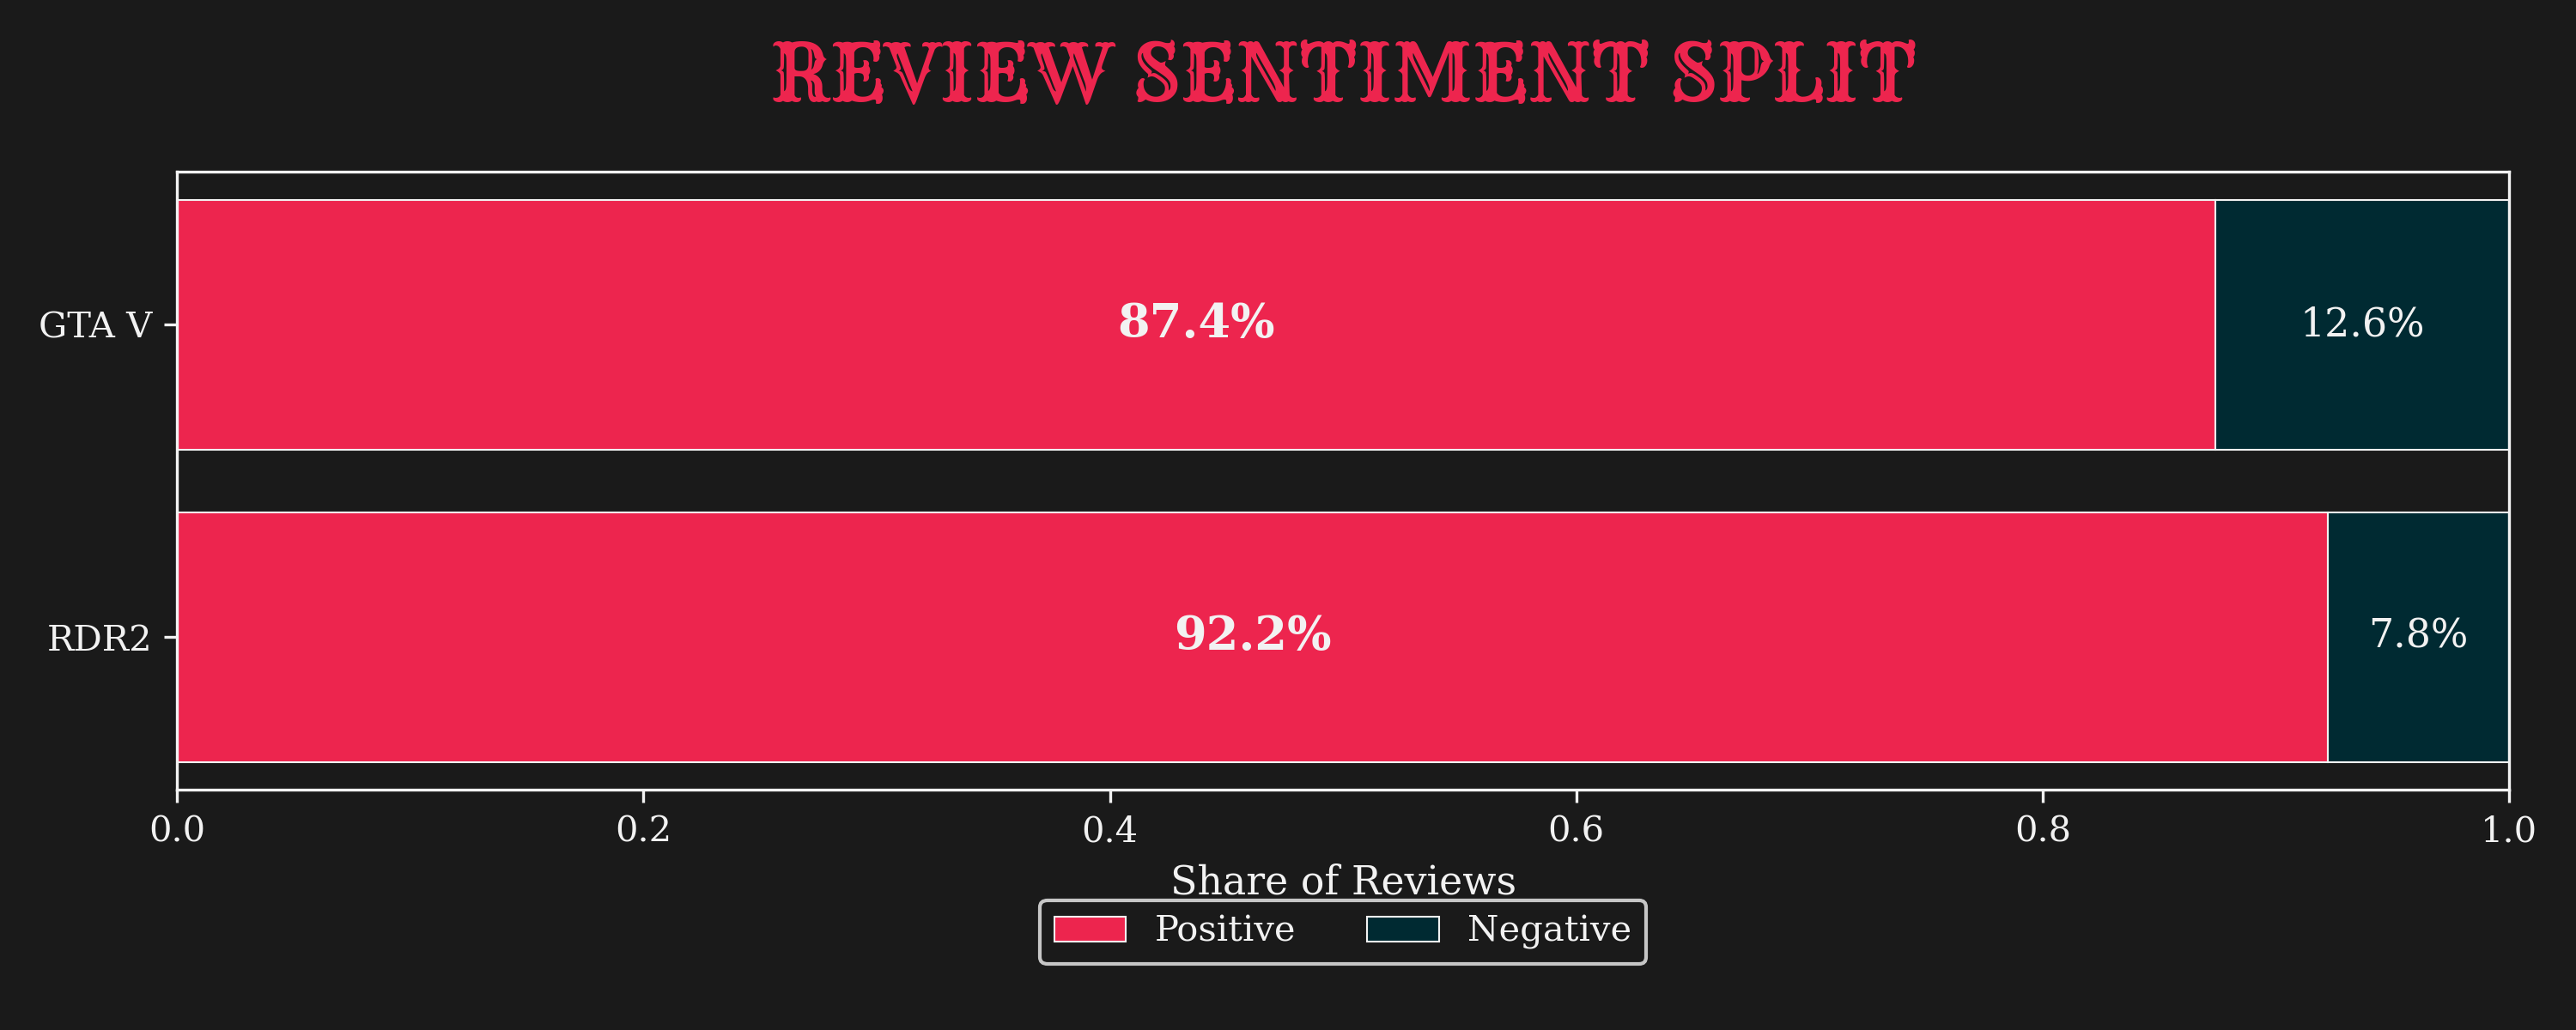 REVIEW SENTIMENT SPLIT
GTA V 87.4% 12.6%
RDR2 92.2% 7.8%
0.0 0.2 0.4 0.6 0.8 1.0
Share of Reviews
Positive Negative